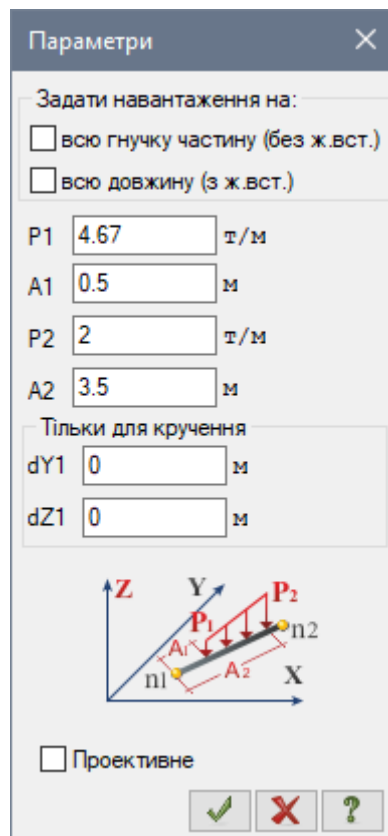 Параметри
Задати навантаження на:
всю гнучку частину (без ж.вст.)
всю довжину (з ж.вст.)
P1 4.67 т/м
A1 0.5 м
P2 2 т/м
A2 3.5 м
Тільки для кручення
dY1 0 м
dZ1 0 м
Z Y P₂
P₁
A₁ n2
n1 A₂ X
Проективне
?